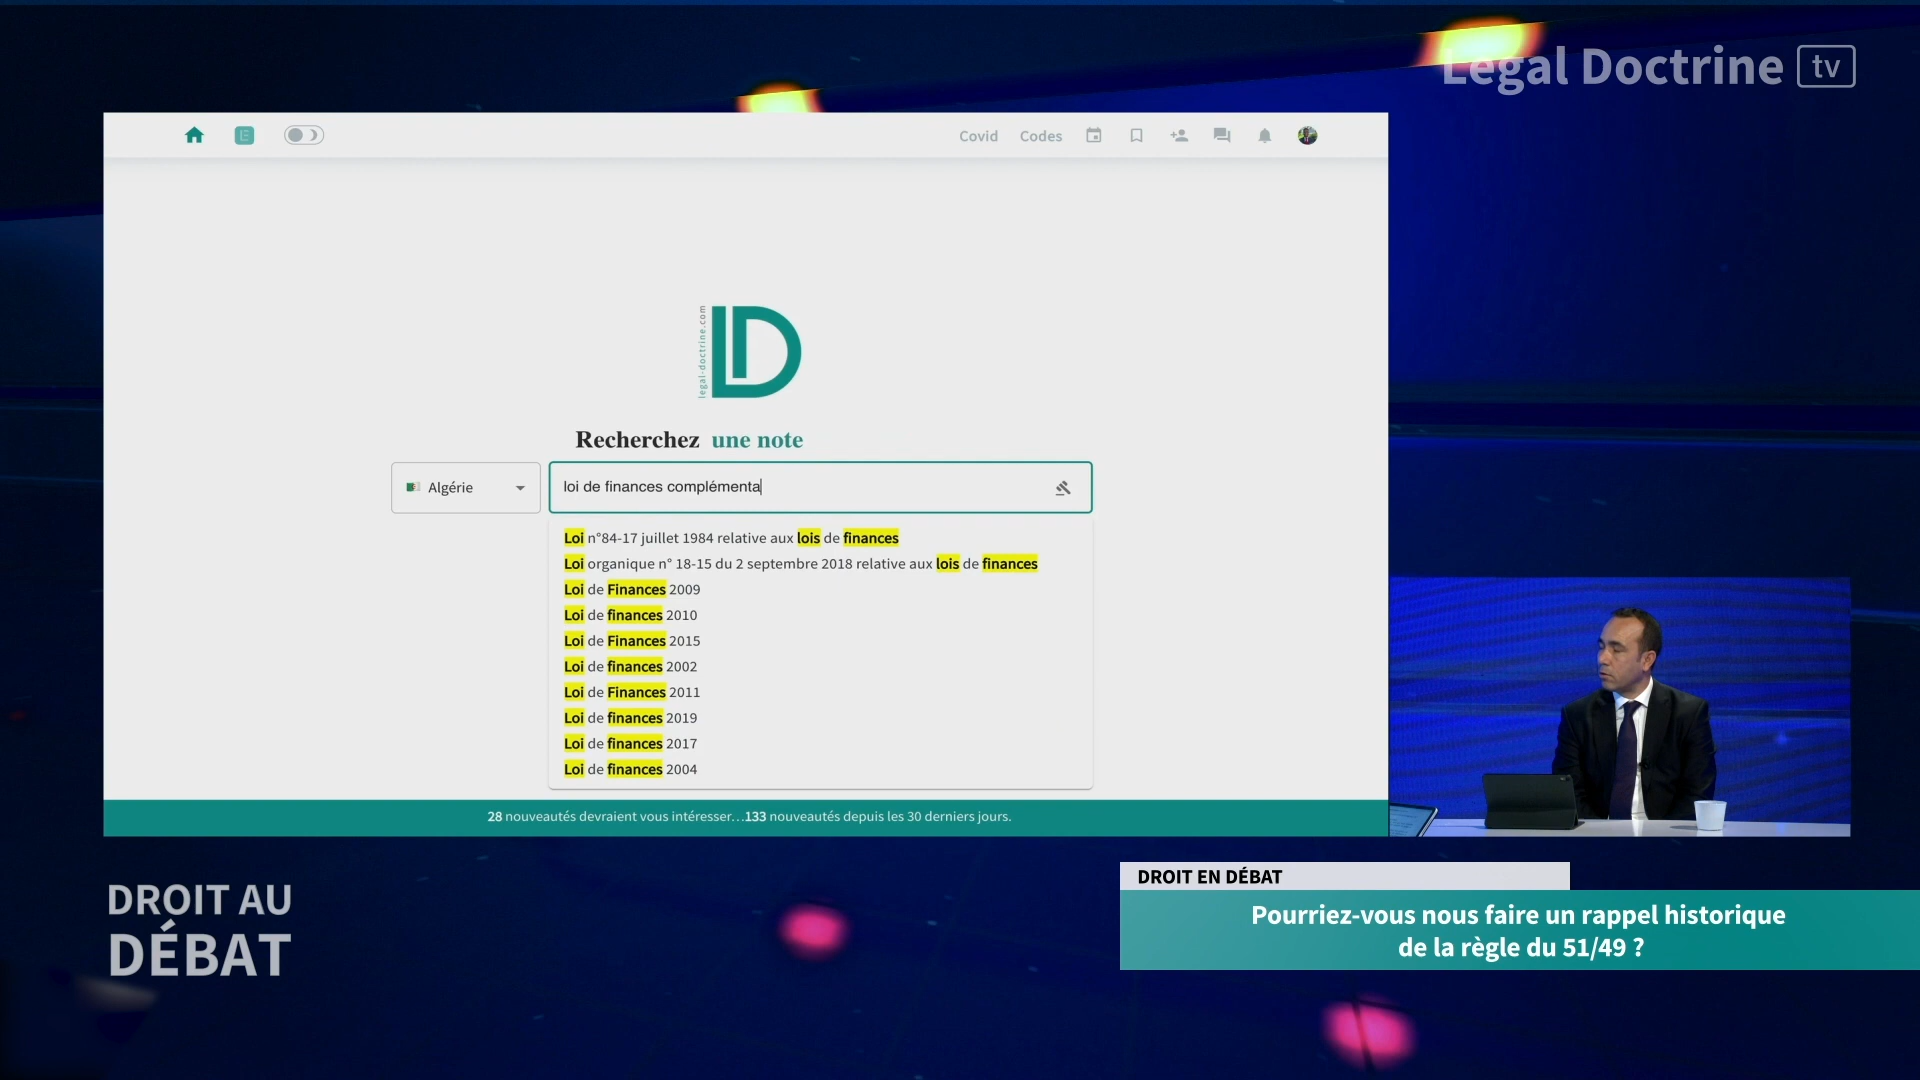 Legal Doctrine tv
Covid Codes
legal-doctrine.com
LD
Recherchez une note
Algérie
loi de finances complémenta
Loi n°84-17 juillet 1984 relative aux lois de finances
Loi organique n° 18-15 du 2 septembre 2018 relative aux lois de finances
Loi de Finances 2009
Loi de finances 2010
Loi de Finances 2015
Loi de finances 2002
Loi de Finances 2011
Loi de finances 2019
Loi de finances 2017
Loi de finances 2004
28 nouveautés devraient vous intéresser...133 nouveautés depuis les 30 derniers jours.
DROIT AU
DÉBAT
DROIT EN DÉBAT
Pourriez-vous nous faire un rappel historique
de la règle du 51/49 ?